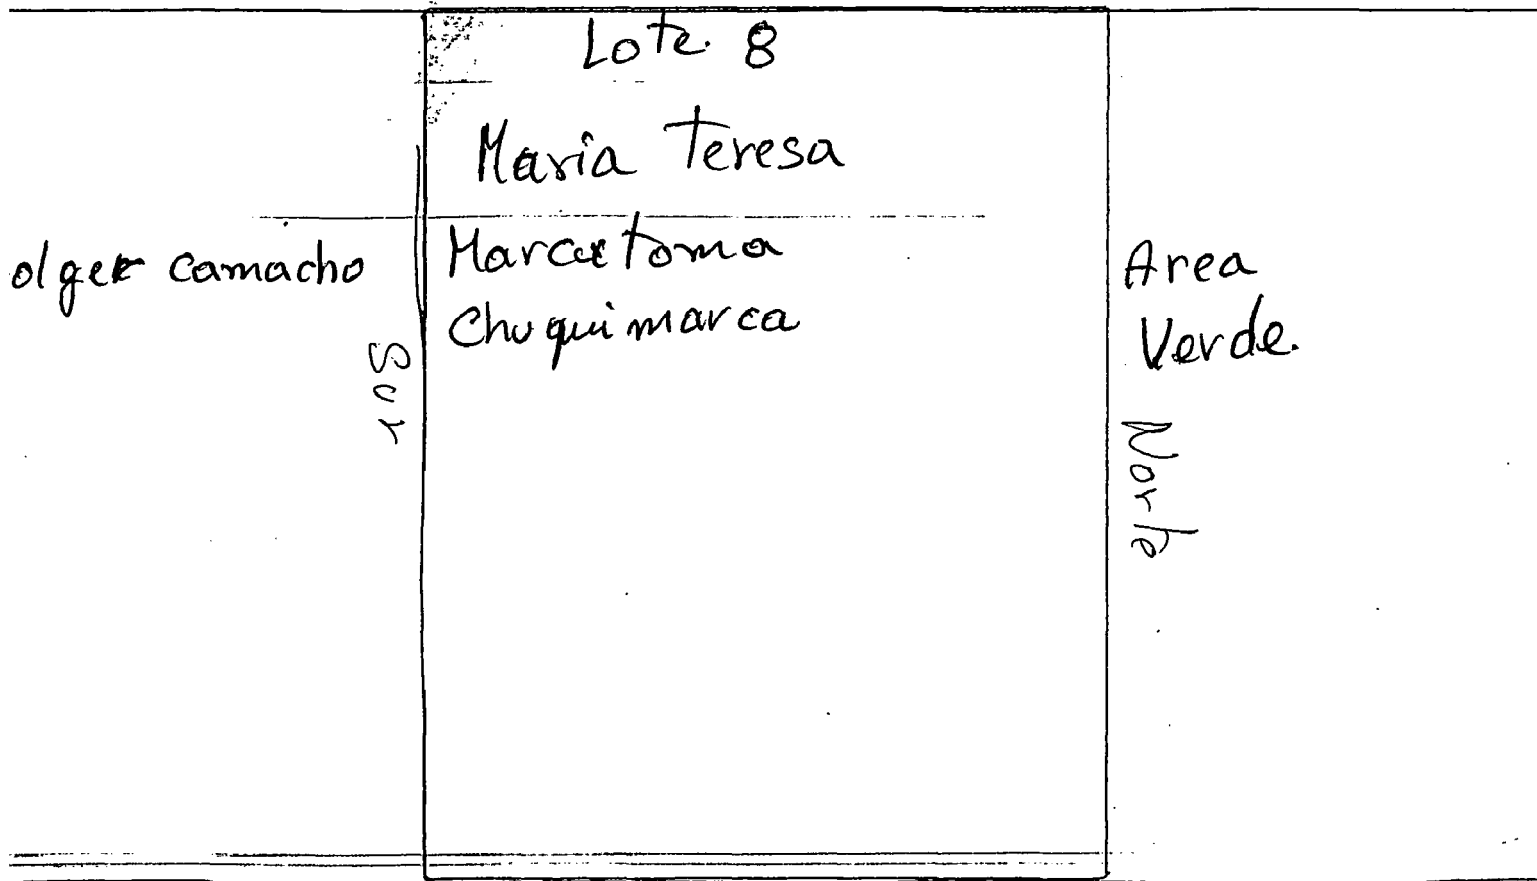 Lote. 8
Maria Teresa
Marcatoma
Chuquimarca
olger camacho
Sur
Area
Verde.
Norte